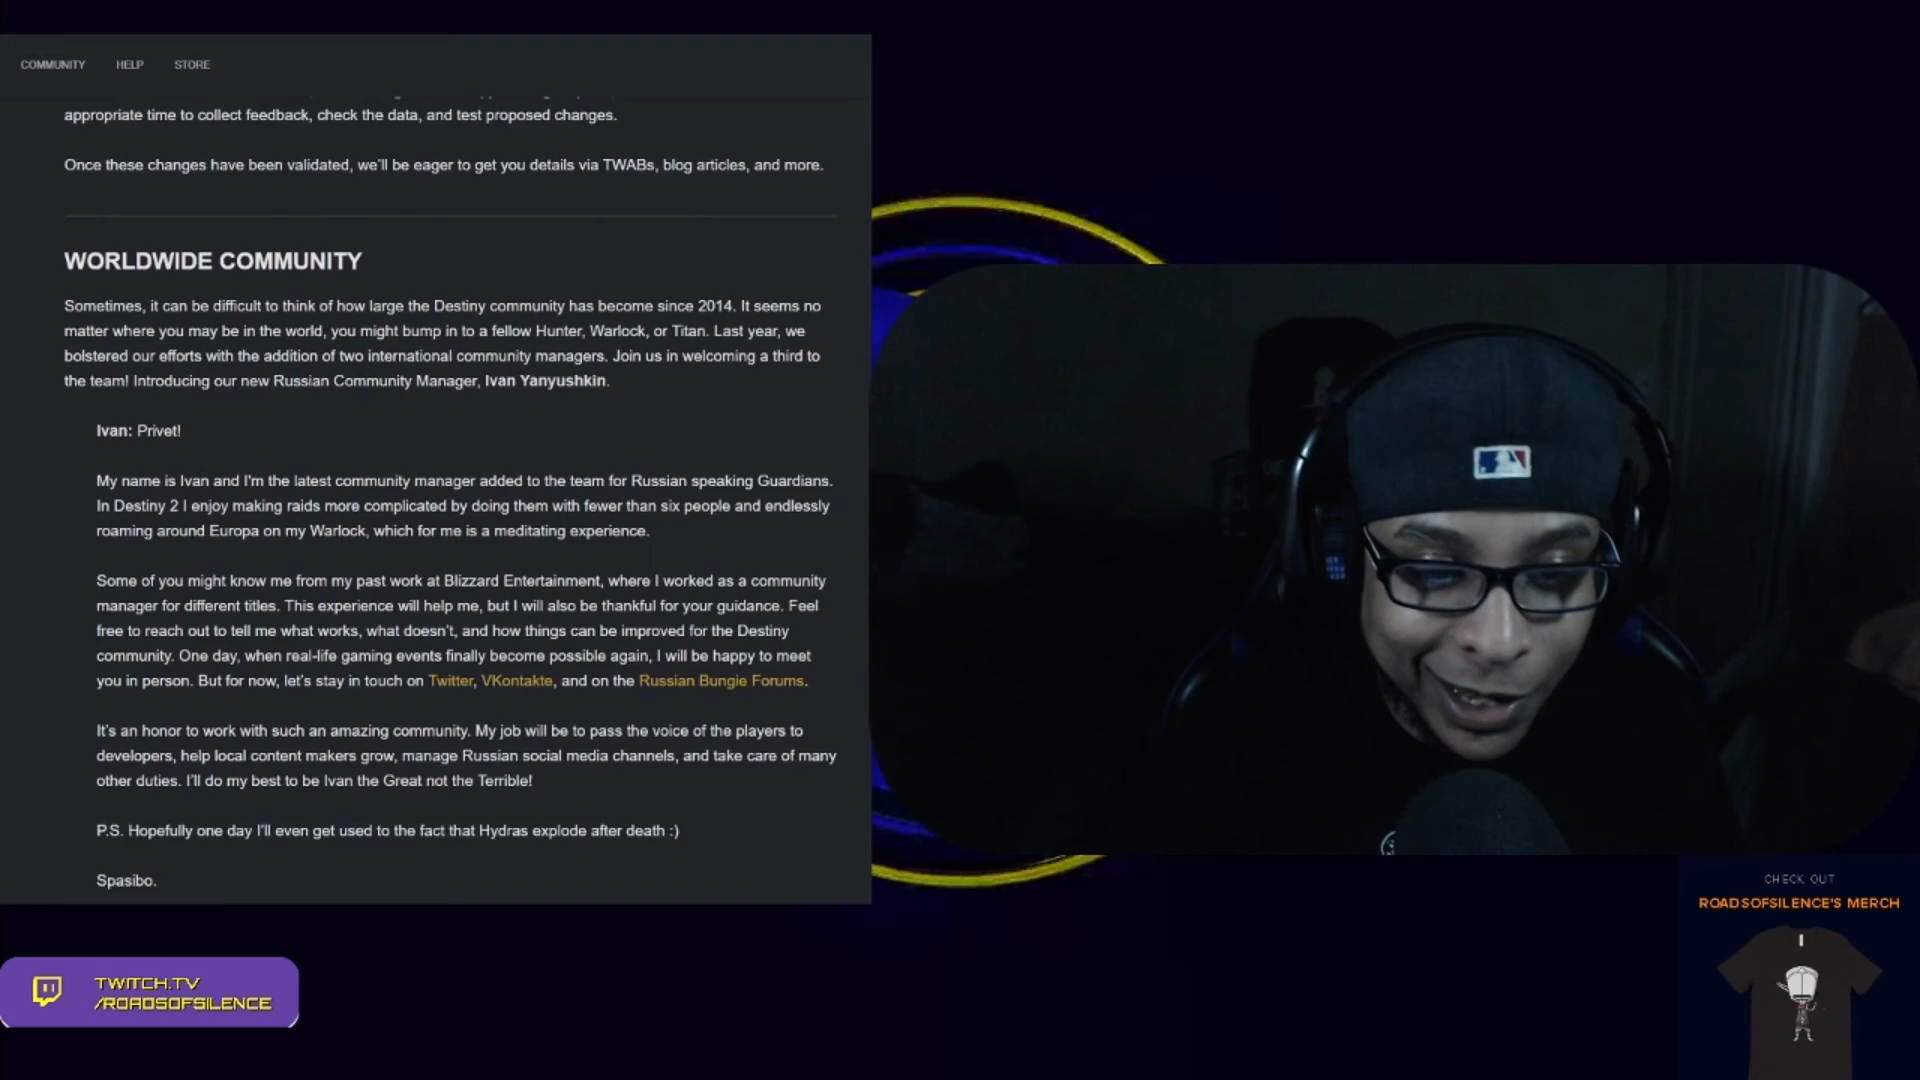 COMMUNITY HELP STORE
appropriate time to collect feedback, check the data, and test proposed changes.
Once these changes have been validated, we'll be eager to get you details via TWABs, blog articles, and more.
WORLDWIDE COMMUNITY
Sometimes, it can be difficult to think of how large the Destiny community has become since 2014. It seems no
matter where you may be in the world, you might bump in to a fellow Hunter, Warlock, or Titan. Last year, we
bolstered our efforts with the addition of two international community managers. Join us in welcoming a third to
the team! Introducing our new Russian Community Manager, Ivan Yanyushkin.
Ivan: Privet!
My name is Ivan and I'm the latest community manager added to the team for Russian speaking Guardians.
In Destiny 2 I enjoy making raids more complicated by doing them with fewer than six people and endlessly
roaming around Europa on my Warlock, which for me is a meditating experience.
Some of you might know me from my past work at Blizzard Entertainment, where I worked as a community
manager for different titles. This experience will help me, but I will also be thankful for your guidance. Feel
free to reach out to tell me what works, what doesn't, and how things can be improved for the Destiny
community. One day, when real-life gaming events finally become possible again, I will be happy to meet
you in person. But for now, let's stay in touch on Twitter, VKontakte, and on the Russian Bungie Forums.
It's an honor to work with such an amazing community. My job will be to pass the voice of the players to
developers, help local content makers grow, manage Russian social media channels, and take care of many
other duties. I'll do my best to be Ivan the Great not the Terrible!
P.S. Hopefully one day I'll even get used to the fact that Hydras explode after death :)
Spasibo.
TWITCH.TV
/ROADSOFSILENCE
CHECK OUT
ROADSOFSILENCE'S MERCH